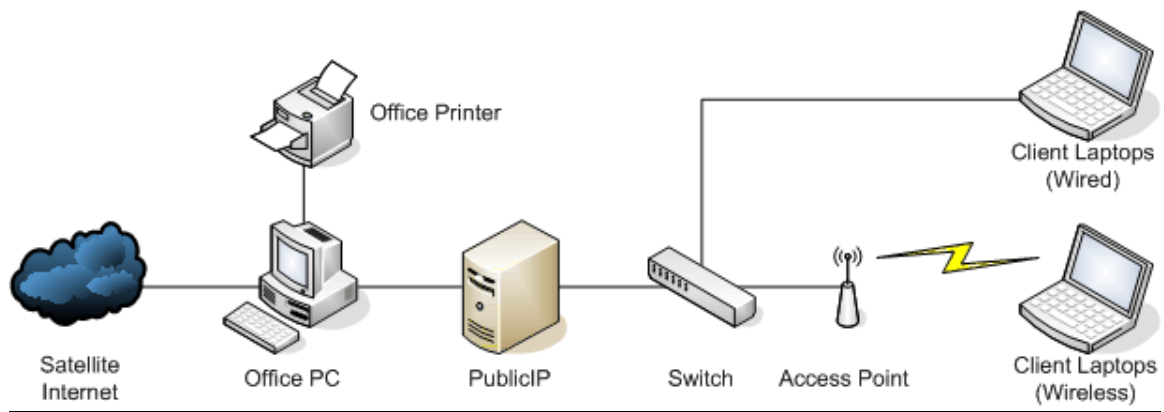 Office Printer
Client Laptops
(Wired)
Satellite
Internet
Office PC
PublicIP
Switch
Access Point
Client Laptops
(Wireless)